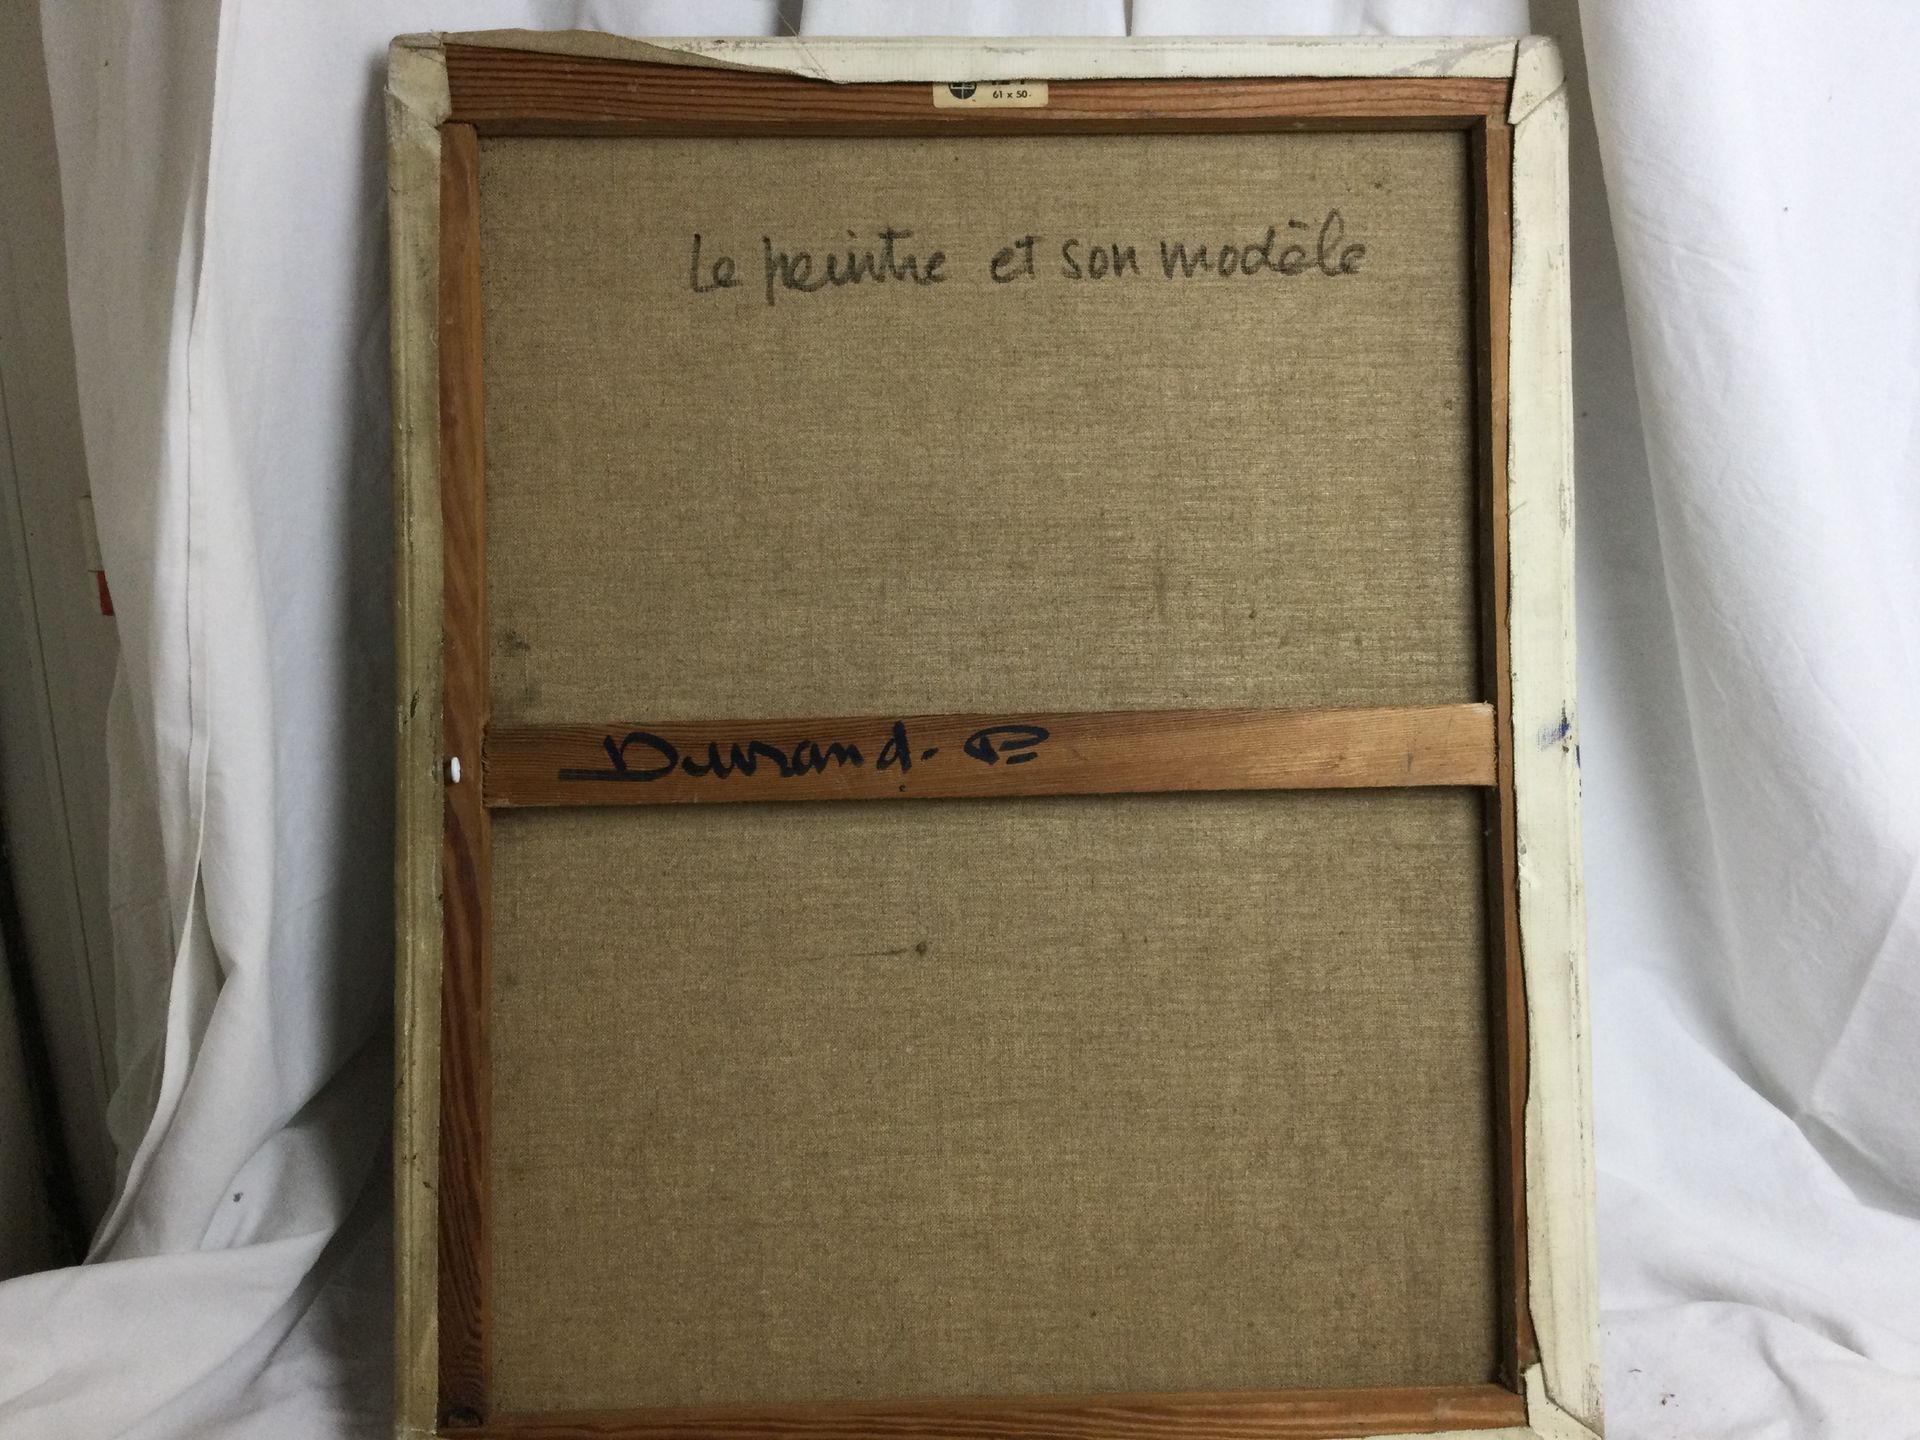 61 x 50
Le peintre et son modèle
Durand.